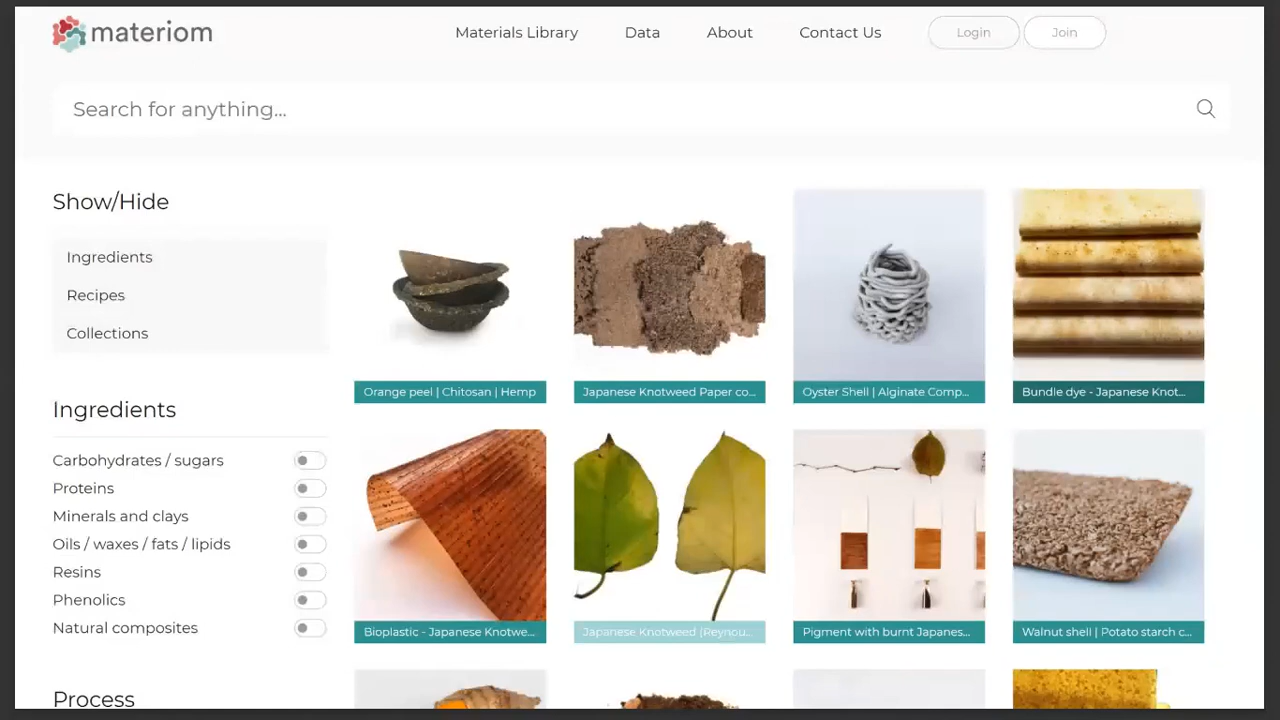 materiom
Materials Library
Data
About
Contact Us
Login
Join
Search for anything...
Show/Hide
Ingredients
Recipes
Collections
Ingredients
Carbohydrates / sugars
Proteins
Minerals and clays
Oils / waxes / fats / lipids
Resins
Phenolics
Natural composites
Process
Orange peel | Chitosan | Hemp
Japanese Knotweed Paper co...
Oyster Shell | Alginate Comp...
Bundle dye - Japanese Knot...
Bioplastic - Japanese Knotwe...
Japanese Knotweed (Reynou...
Pigment with burnt Japanes...
Walnut shell | Potato starch c...